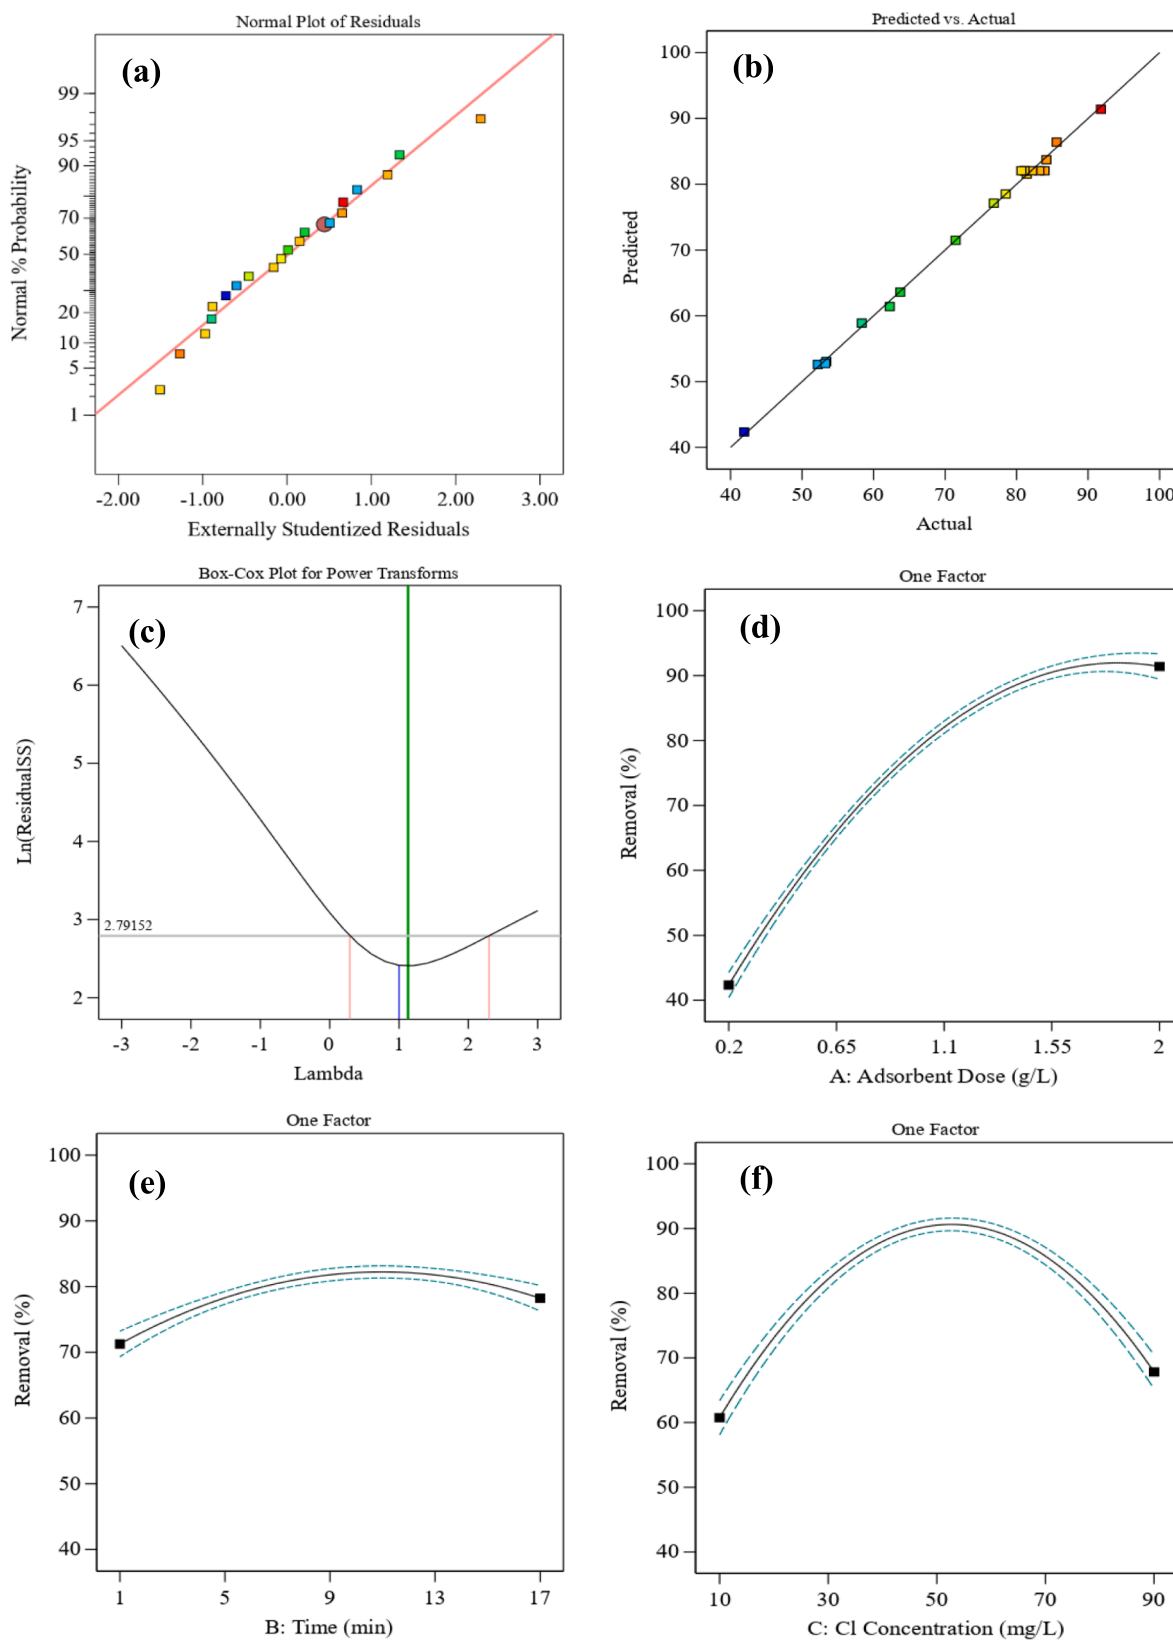 Normal Plot of Residuals
(a)
99
95
90
70
50
20
10
5
1
Normal % Probability
-2.00 -1.00 0.00 1.00 2.00 3.00
Externally Studentized Residuals
Predicted vs. Actual
(b)
100
90
80
70
60
50
40
Predicted
40 50 60 70 80 90 100
Actual
Box-Cox Plot for Power Transforms
(c)
7
6
5
4
3
2
Ln(ResidualSS)
2.79152
-3 -2 -1 0 1 2 3
Lambda
One Factor
(d)
100
90
80
70
60
50
40
Removal (%)
0.2 0.65 1.1 1.55 2
A: Adsorbent Dose (g/L)
One Factor
(e)
100
90
80
70
60
50
40
Removal (%)
1 5 9 13 17
B: Time (min)
One Factor
(f)
100
90
80
70
60
50
40
Removal (%)
10 30 50 70 90
C: Cl Concentration (mg/L)